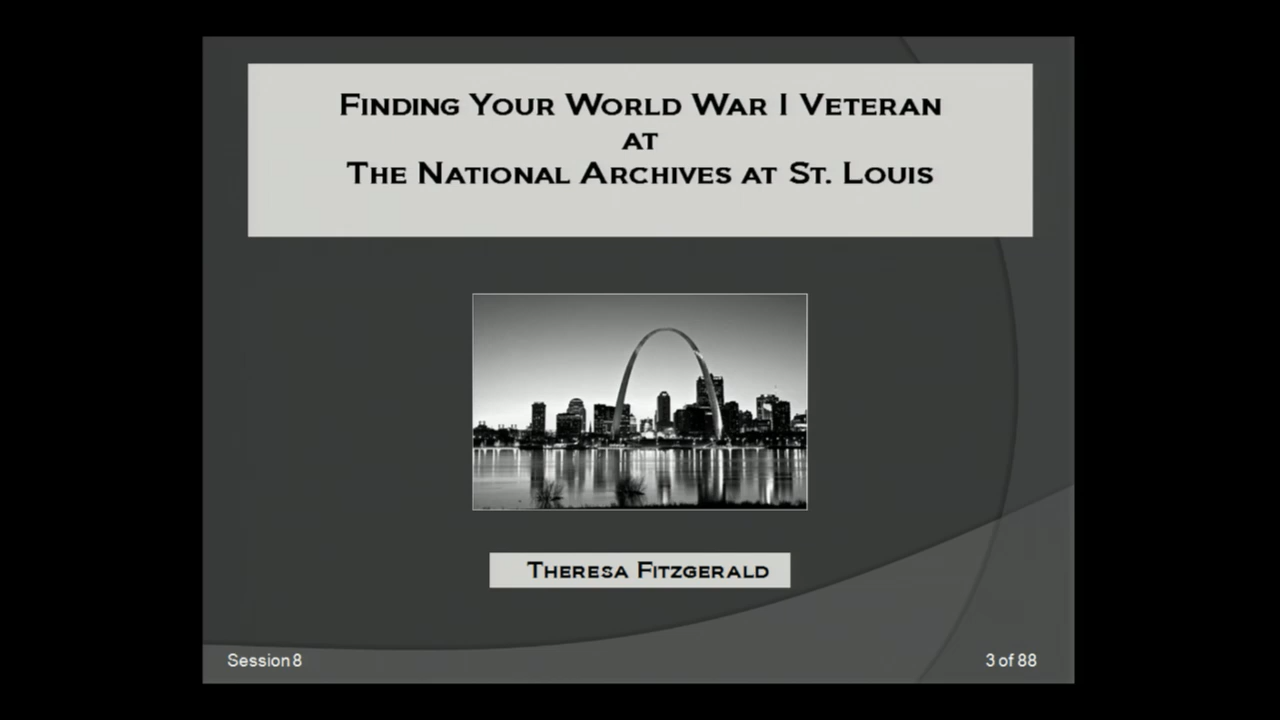 Finding Your World War I Veteran
at
The National Archives at St. Louis
Theresa Fitzgerald
Session 8
3 of 88